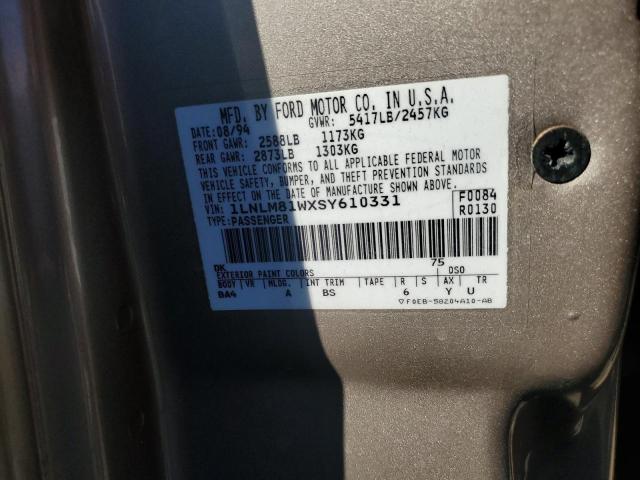 MFD. BY FORD MOTOR CO. IN U.S.A.
DATE: 08/94 GVWR: 5417LB/2457KG
FRONT GAWR: 2588LB 1173KG
REAR GAWR: 2873LB 1303KG
THIS VEHICLE CONFORMS TO ALL APPLICABLE FEDERAL MOTOR
VEHICLE SAFETY, BUMPER, AND THEFT PREVENTION STANDARDS
IN EFFECT ON THE DATE OF MANUFACTURE SHOWN ABOVE.
VIN: 1LNLM81WXSY610331 F0084
TYPE: PASSENGER R0130
DK 75
EXTERIOR PAINT COLORS DSO
BODY VR MLDG. INT TRIM TAPE R S AX TR
BA4 A BS 6 Y U
▽F0EB-58204A10-AB